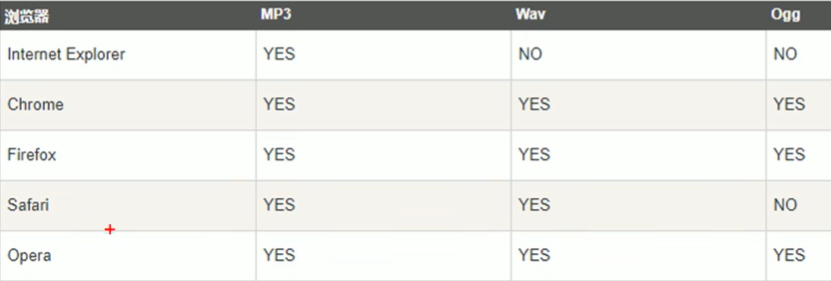 浏览器 MP3 Wav Ogg
Internet Explorer YES NO NO
Chrome YES YES YES
Firefox YES YES YES
Safari YES YES NO
Opera YES YES YES